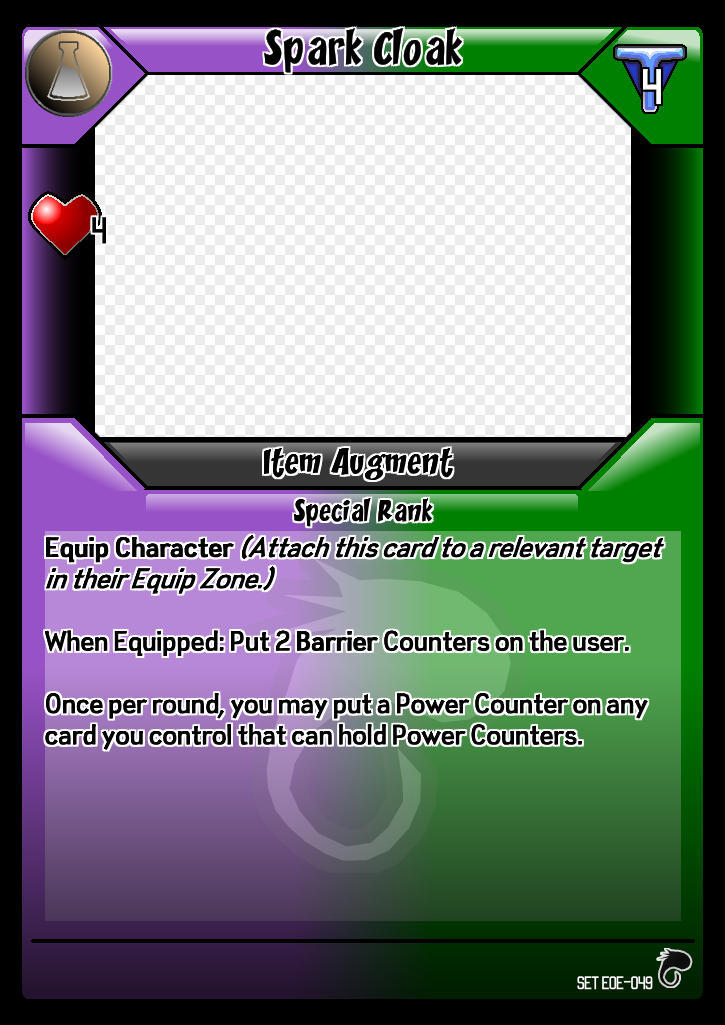 Spark Cloak
4
4
Item Augment
Special Rank
Equip Character (Attach this card to a relevant target
in their Equip Zone.)
When Equipped: Put 2 Barrier Counters on the user.
Once per round, you may put a Power Counter on any
card you control that can hold Power Counters.
SET EOE-049